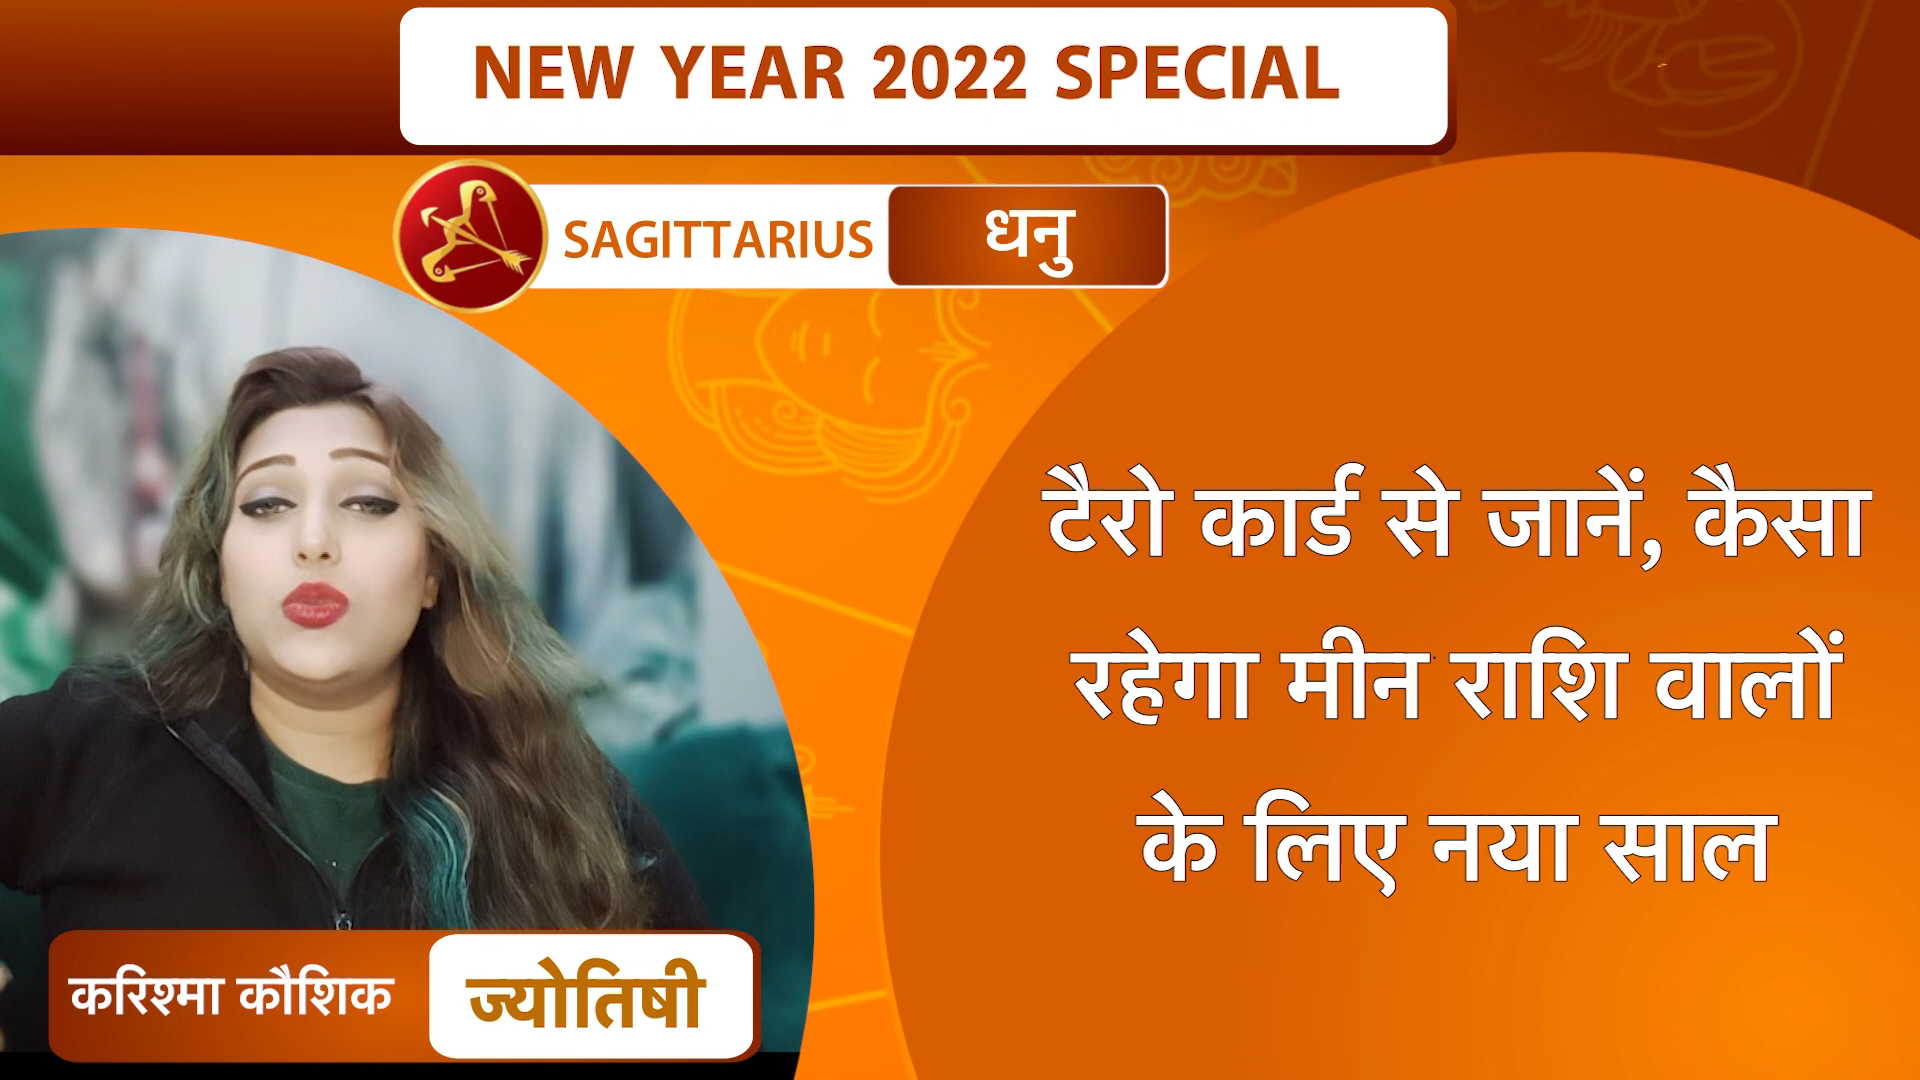 NEW YEAR 2022 SPECIAL
SAGITTARIUS धनु
टैरो कार्ड से जानें, कैसा
रहेगा मीन राशि वालों
के लिए नया साल
करिश्मा कौशिक ज्योतिषी